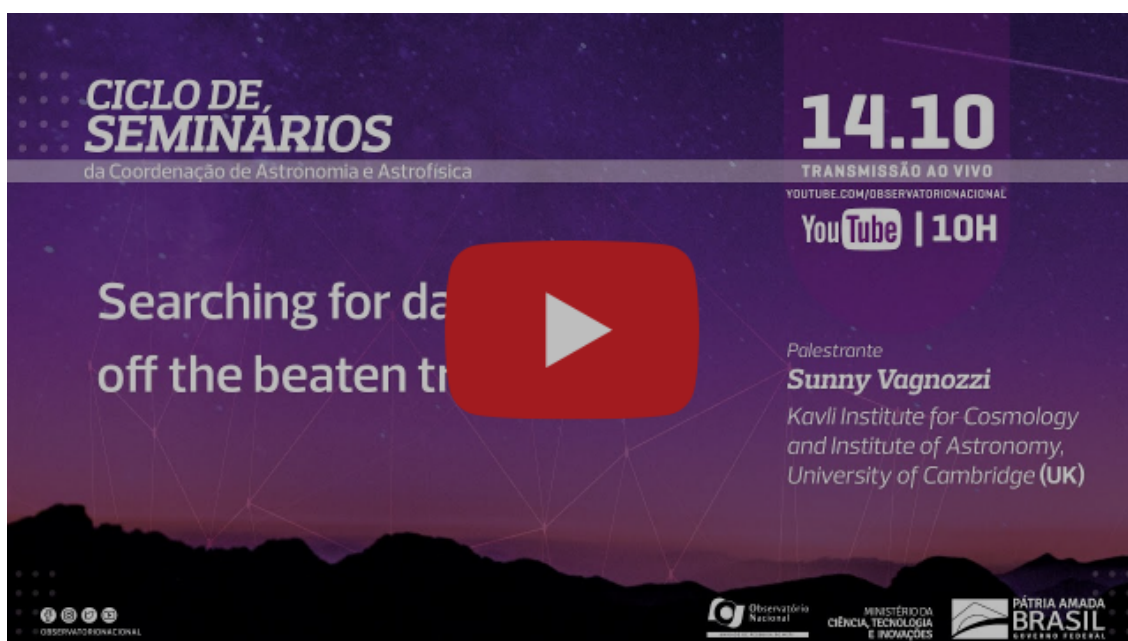 CICLO DE
SEMINÁRIOS
da Coordenação de Astronomia e Astrofísica
14.10
TRANSMISSÃO AO VIVO
YOUTUBE.COM/OBSERVATORIONACIONAL
YouTube | 10H
Searching for da
off the beaten tr
Palestrante
Sunny Vagnozzi
Kavli Institute for Cosmology
and Institute of Astronomy,
University of Cambridge (UK)
OBSERVATORIONACIONAL
Observatório
Nacional
MINISTÉRIO DA
CIÊNCIA, TECNOLOGIA
E INOVAÇÕES
PÁTRIA AMADA
BRASIL
GOVERNO FEDERAL